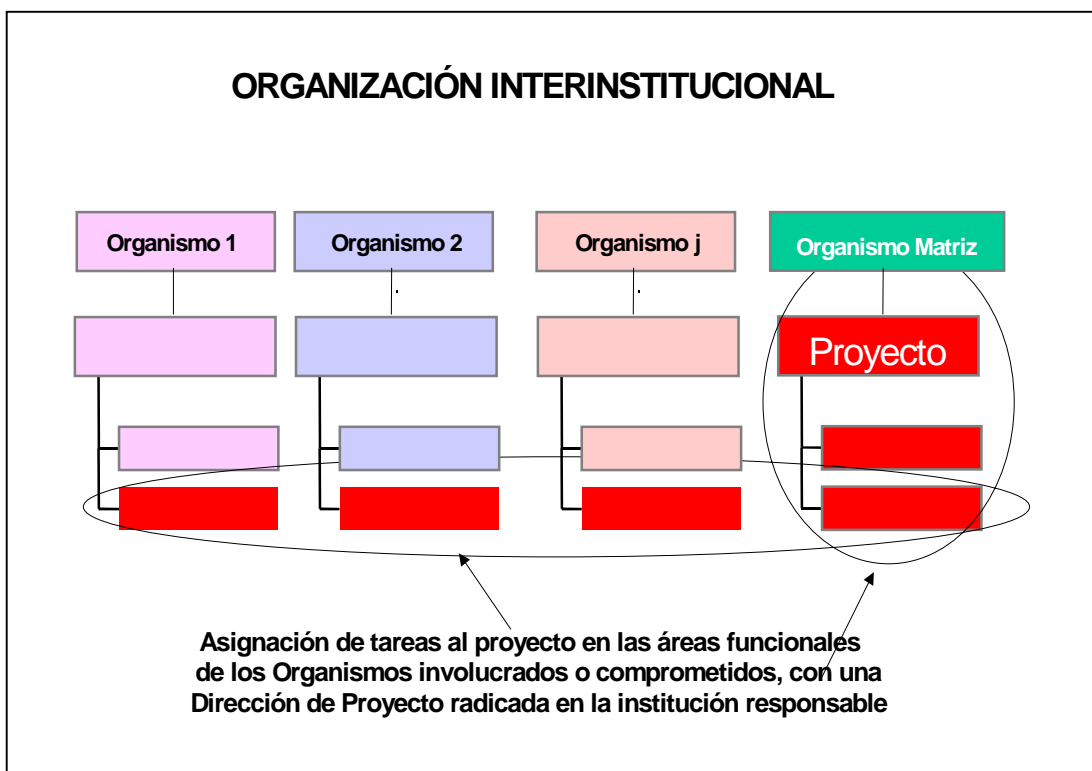 ORGANIZACIÓN INTERINSTITUCIONAL
Organismo 1
Organismo 2
Organismo j
Organismo Matriz
.
.
Proyecto
Asignación de tareas al proyecto en las áreas funcionales
de los Organismos involucrados o comprometidos, con una
Dirección de Proyecto radicada en la institución responsable